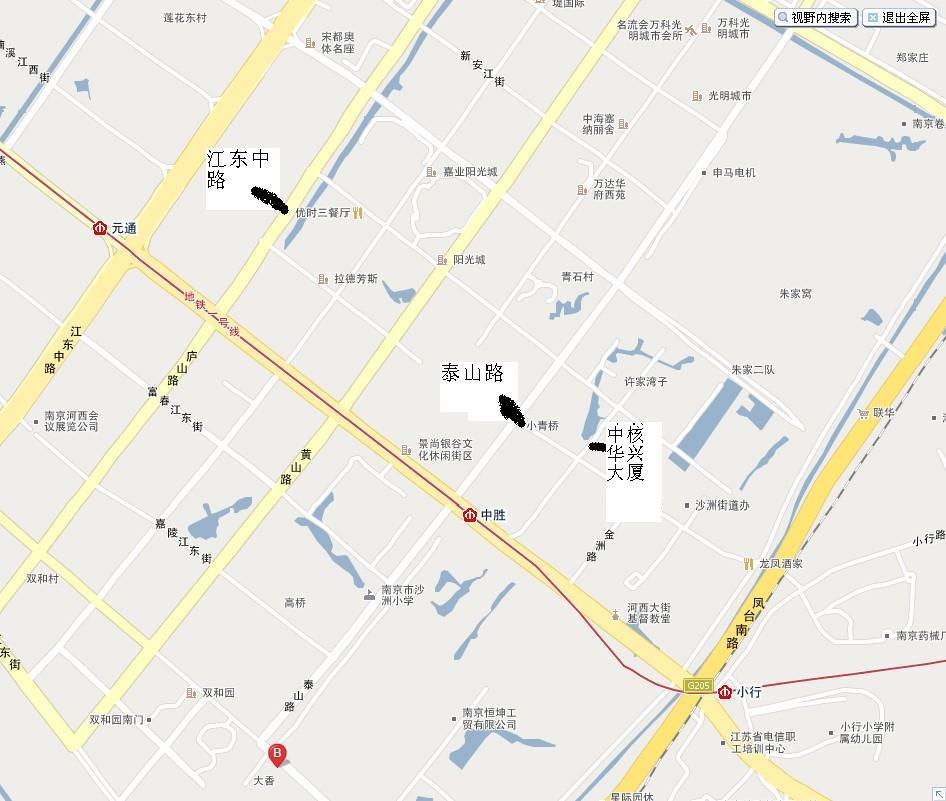 堤国际
莲花东村
宋都奥
体名座
名流会万科光
明城市会所
万科光
明城市
视野内搜索
退出全屏
郑家庄
新安江街
溪江西街
光明城市
中海塞
纳丽舍
南京卷
江东中
路
嘉业阳光城
申马电机
万达华
府西苑
优时三餐厅
元通
阳光城
拉德芳斯
青石村
朱家窝
地铁一号线
江东中路
庐山路
泰山路
朱家二队
许家湾子
富春江东街
南京河西会
议展览公司
联华
小青桥
中核
华兴
大厦
景尚银谷文
化休闲街区
黄山路
中胜
沙洲街道办
嘉陵江东街
金洲路
小行路
龙凤酒家
双和村
南京市沙
洲小学
高桥
河西大街
基督教堂
凤台南路
南京药械厂
东街
双和园
泰山路
G205
小行
双和园南门
南京恒坤工
贸有限公司
江苏省电信职
工培训中心
小行小学附
属幼儿园
B
大香
星际园休